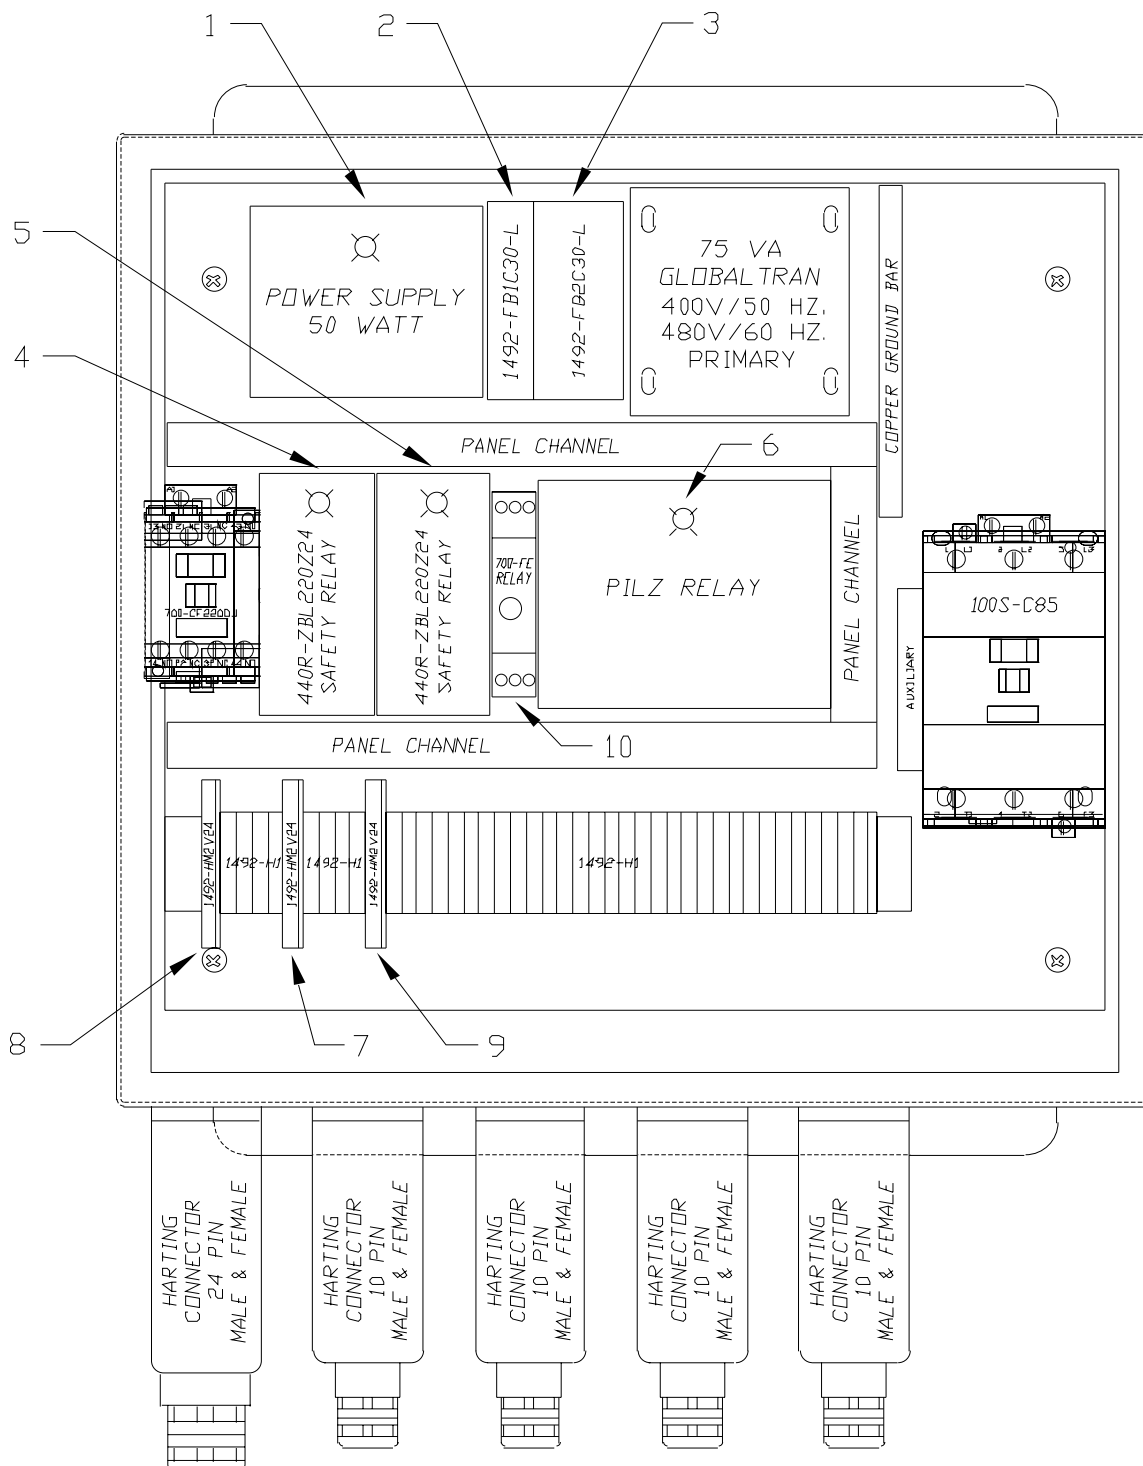 1
2
3
5
4
POWER SUPPLY
50 WATT
1492-FB1C30-L
1492-FB2C30-L
75 VA
GLOBALTRAN
400V/50 HZ.
480V/60 HZ.
PRIMARY
COPPER GROUND BAR
PANEL CHANNEL
6
A1
A2
440R-ZBL220Z24
SAFETY RELAY
440R-ZBL220Z24
SAFETY RELAY
700-FE
RELAY
PILZ RELAY
PANEL CHANNEL
700-CF220DJ
AUXILIARY
100S-C85
PANEL CHANNEL
10
1492-HM2V24
1492-H1
1492-HM2V24
1492-H1
1492-HM2V24
1492-H1
8
7
9
HARTING
CONNECTOR
24 PIN
MALE & FEMALE
HARTING
CONNECTOR
10 PIN
MALE & FEMALE
HARTING
CONNECTOR
10 PIN
MALE & FEMALE
HARTING
CONNECTOR
10 PIN
MALE & FEMALE
HARTING
CONNECTOR
10 PIN
MALE & FEMALE